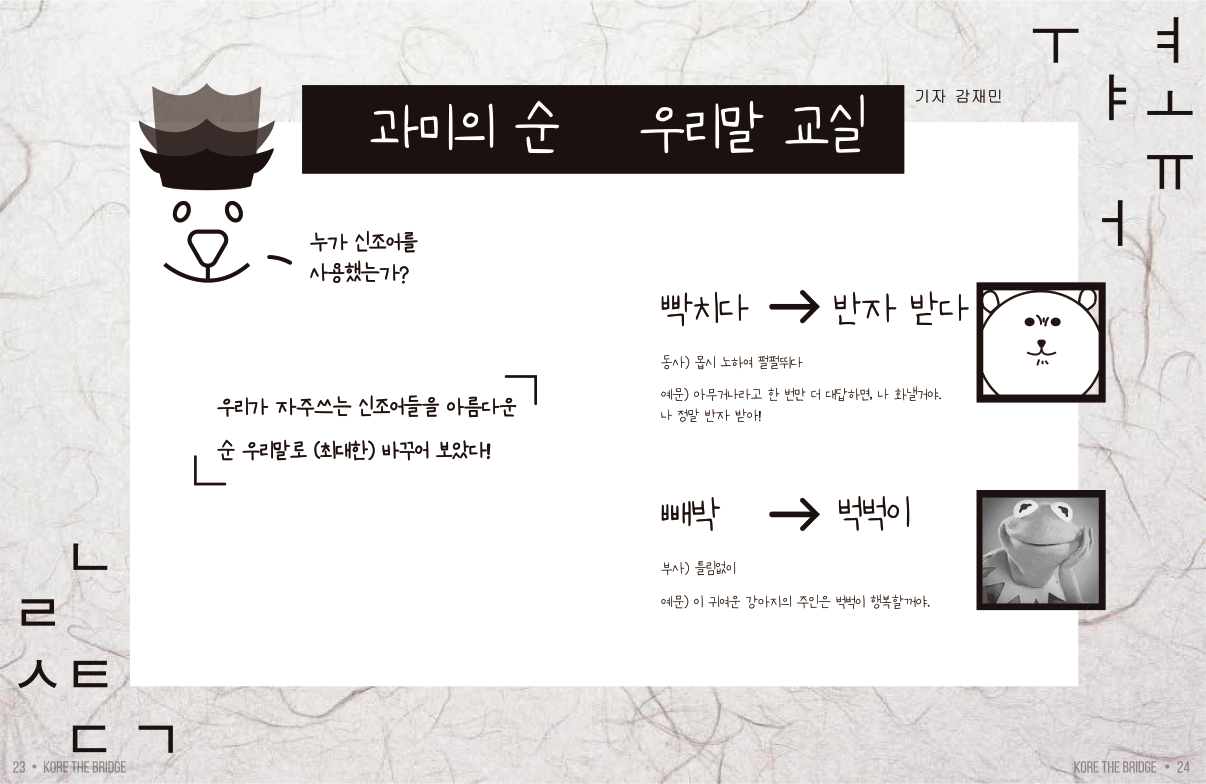 과미의 순 우리말 교실
기자 감재민
누가 신조어를
사용했는가?
우리가 자주쓰는 신조어들을 아름다운
순 우리말로 (최대한) 바꾸어 보았다!
빡치다 → 반자 받다
동사) 몹시 노하여 펄펄뛰다
예문) 아무거나라고 한 번만 더 대답하면, 나 화낼거야.
나 정말 반자 받아!
빼박 → 벅벅이
부사) 틀림없이
예문) 이 귀여운 강아지의 주인은 벅벅이 행복할거야.
ㅜ ㅕ
ㅑ ㅗ
ㅠ
ㅓ
ㄴ
ㄹ
ㅅ ㅌ
ㄷ ㄱ
23 • KORE THE BRIDGE
KORE THE BRIDGE • 24